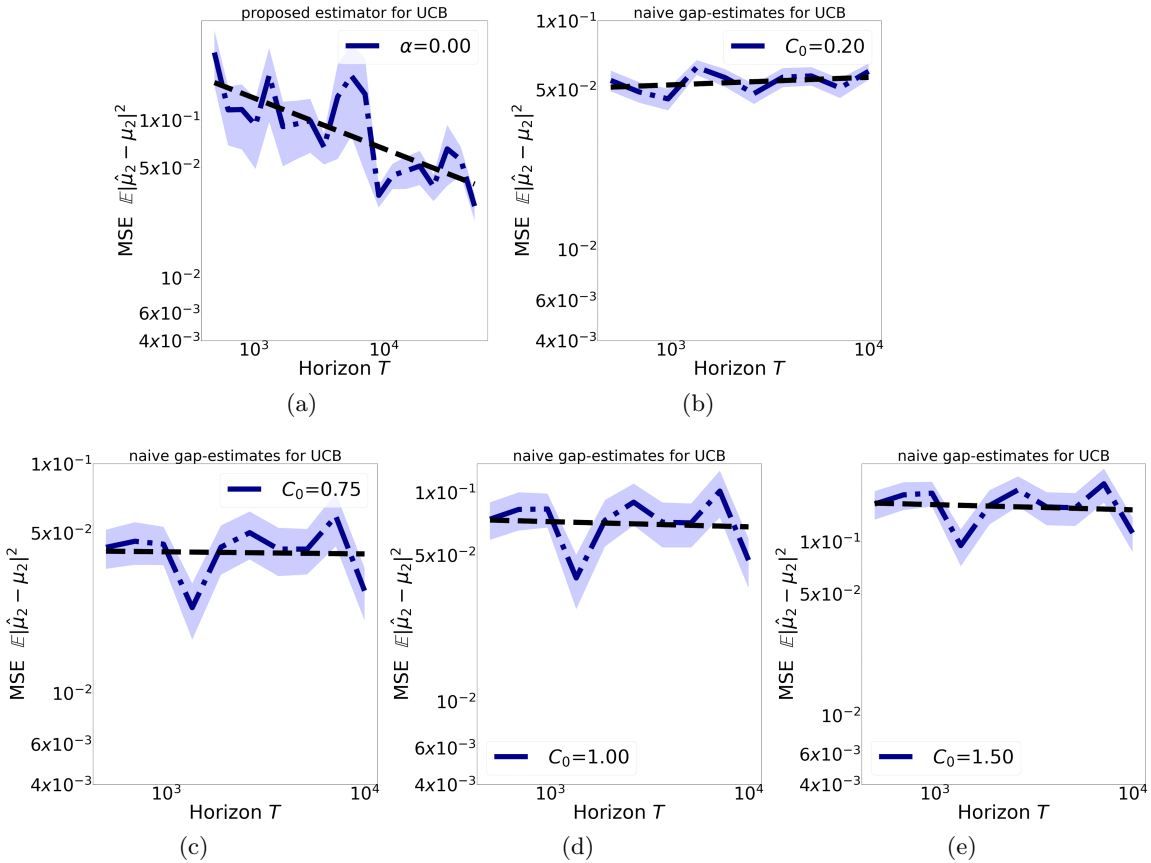 proposed estimator for UCB
α=0.00
MSE 𝔼|μ̂₂ − μ₂|²
1x10⁻¹
5x10⁻²
10⁻²
6x10⁻³
4x10⁻³
10³ 10⁴
Horizon T
(a)
naive gap-estimates for UCB
C₀=0.20
MSE 𝔼|μ̂₂ − μ₂|²
1x10⁻¹
5x10⁻²
10⁻²
6x10⁻³
4x10⁻³
10³ 10⁴
Horizon T
(b)
naive gap-estimates for UCB
C₀=0.75
MSE 𝔼|μ̂₂ − μ₂|²
1x10⁻¹
5x10⁻²
10⁻²
6x10⁻³
4x10⁻³
10³ 10⁴
Horizon T
(c)
naive gap-estimates for UCB
MSE 𝔼|μ̂₂ − μ₂|²
1x10⁻¹
5x10⁻²
10⁻²
6x10⁻³
4x10⁻³
C₀=1.00
10³ 10⁴
Horizon T
(d)
naive gap-estimates for UCB
MSE 𝔼|μ̂₂ − μ₂|²
1x10⁻¹
5x10⁻²
10⁻²
6x10⁻³
4x10⁻³
C₀=1.50
10³ 10⁴
Horizon T
(e)